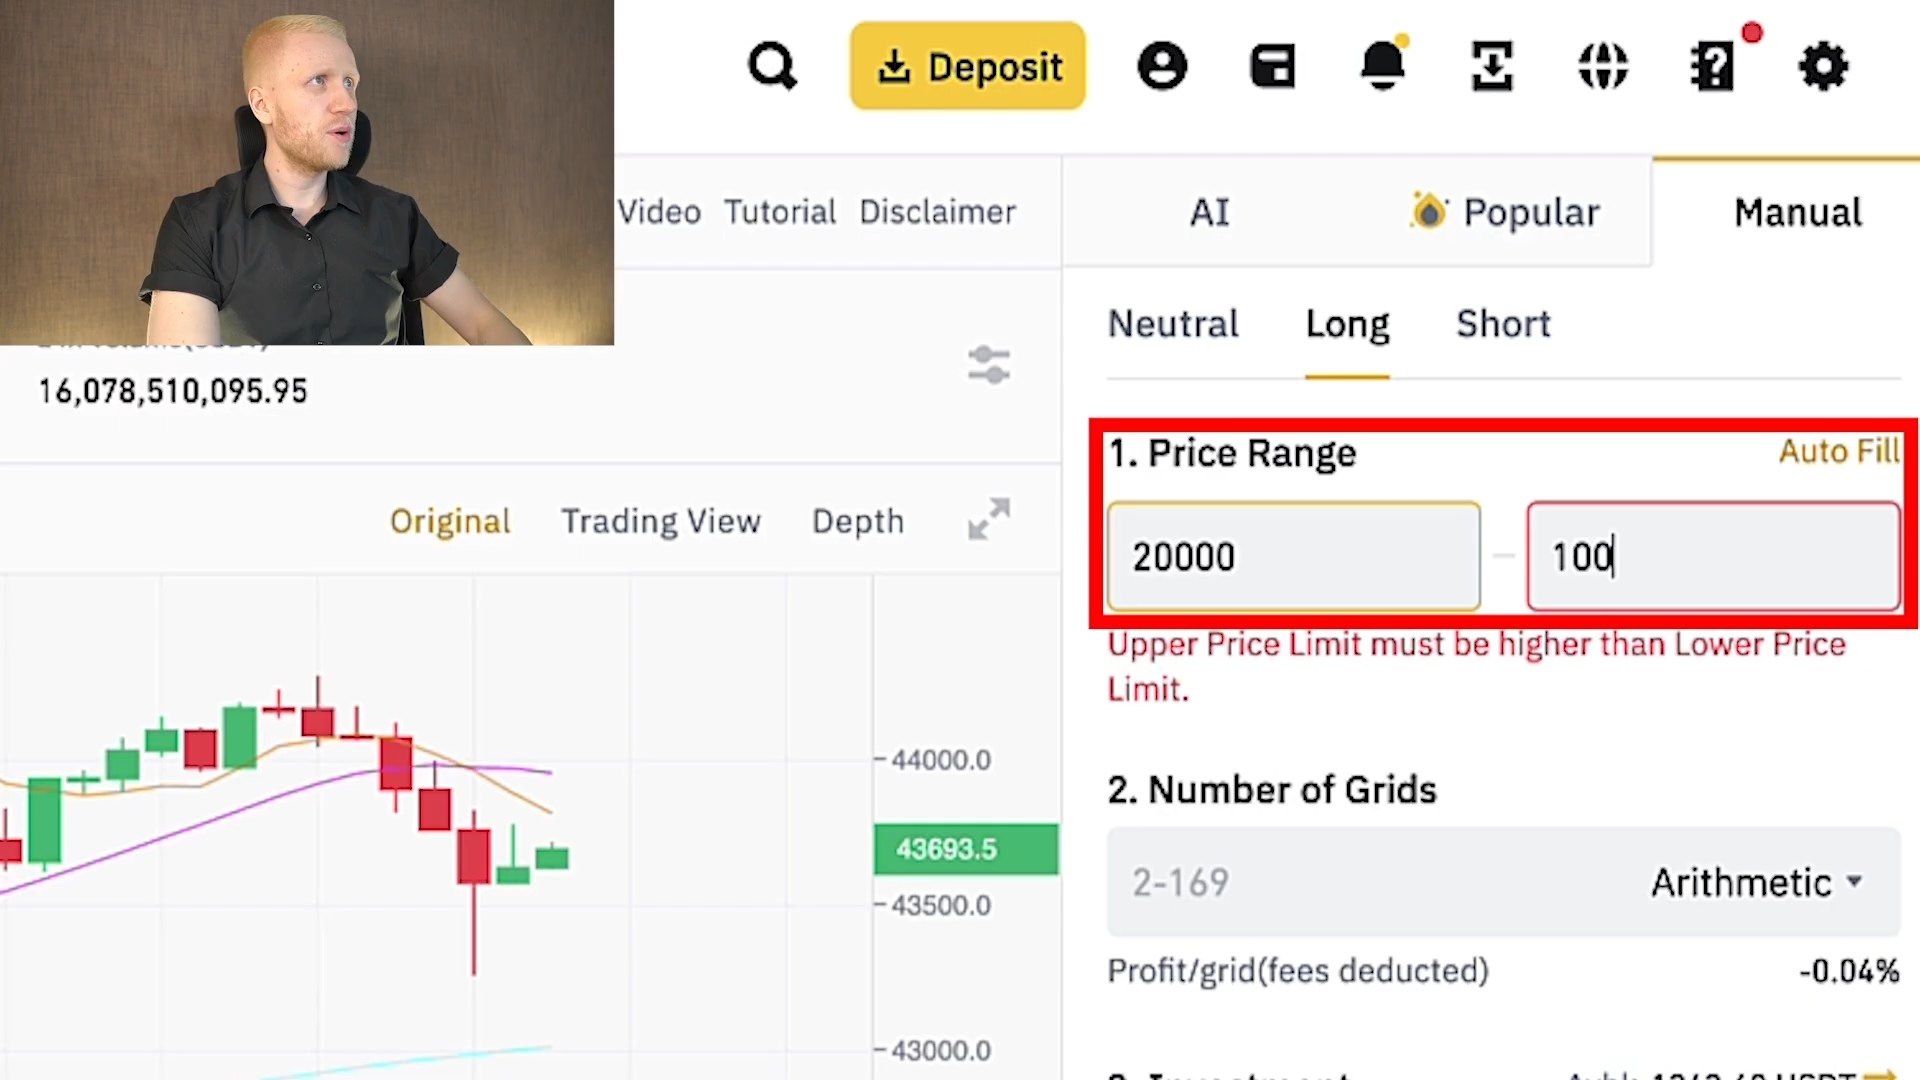 Deposit
Video Tutorial Disclaimer
AI Popular Manual
Neutral Long Short
16,078,510,095.95
1. Price Range Auto Fill
20000 – 100
Upper Price Limit must be higher than Lower Price
Limit.
Original Trading View Depth
44000.0
43693.5
43500.0
43000.0
2. Number of Grids
2-169 Arithmetic
Profit/grid(fees deducted) -0.04%